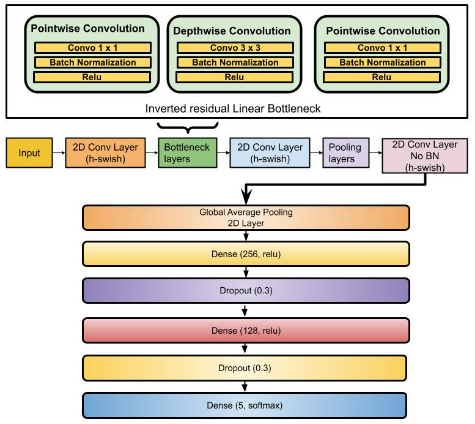 Pointwise Convolution
Convo 1 x 1
Batch Normalization
Relu
Depthwise Convolution
Convo 3 x 3
Batch Normalization
Relu
Pointwise Convolution
Convo 1 x 1
Batch Normalization
Relu
Inverted residual Linear Bottleneck
Input
2D Conv Layer
(h-swish)
Bottleneck
layers
2D Conv Layer
(h-swish)
Pooling
layers
2D Conv Layer
No BN
(h-swish)
Global Average Pooling
2D Layer
Dense (256, relu)
Dropout (0.3)
Dense (128, relu)
Dropout (0.3)
Dense (5, softmax)